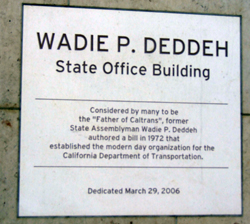 WADIE P. DEDDEH
State Office Building
Considered by many to be
the "Father of Caltrans", former
State Assemblyman Wadie P. Deddeh
authored a bill in 1972 that
established the modern day organization for the
California Department of Transportation.
Dedicated March 29, 2006